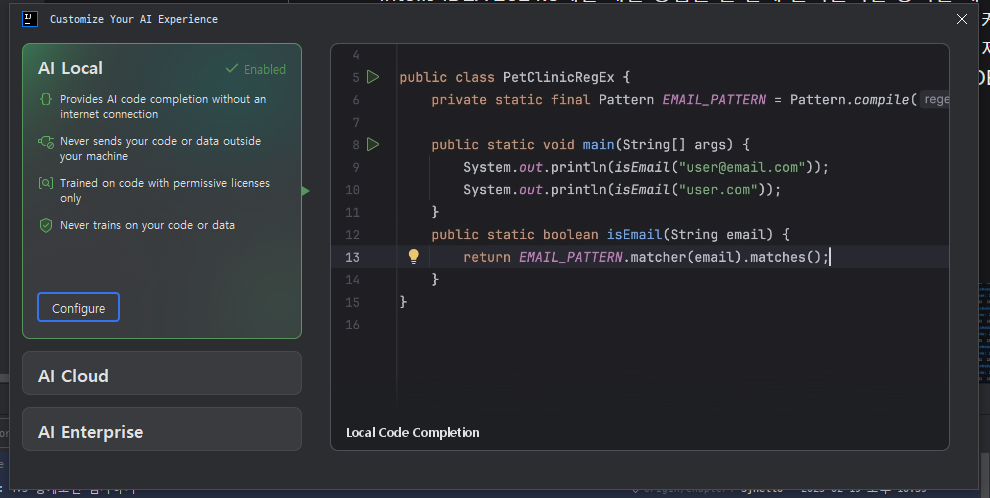 IJ
Customize Your AI Experience
AI Local
Enabled
Provides AI code completion without an
internet connection
Never sends your code or data outside
your machine
Trained on code with permissive licenses
only
Never trains on your code or data
Configure
AI Cloud
AI Enterprise
4
5 public class PetClinicRegEx {
6 private static final Pattern EMAIL_PATTERN = Pattern.compile( rege
7
8 public static void main(String[] args) {
9 System.out.println(isEmail("user@email.com"));
10 System.out.println(isEmail("user.com"));
11 }
12 public static boolean isEmail(String email) {
13 return EMAIL_PATTERN.matcher(email).matches();
14 }
15 }
16
Local Code Completion